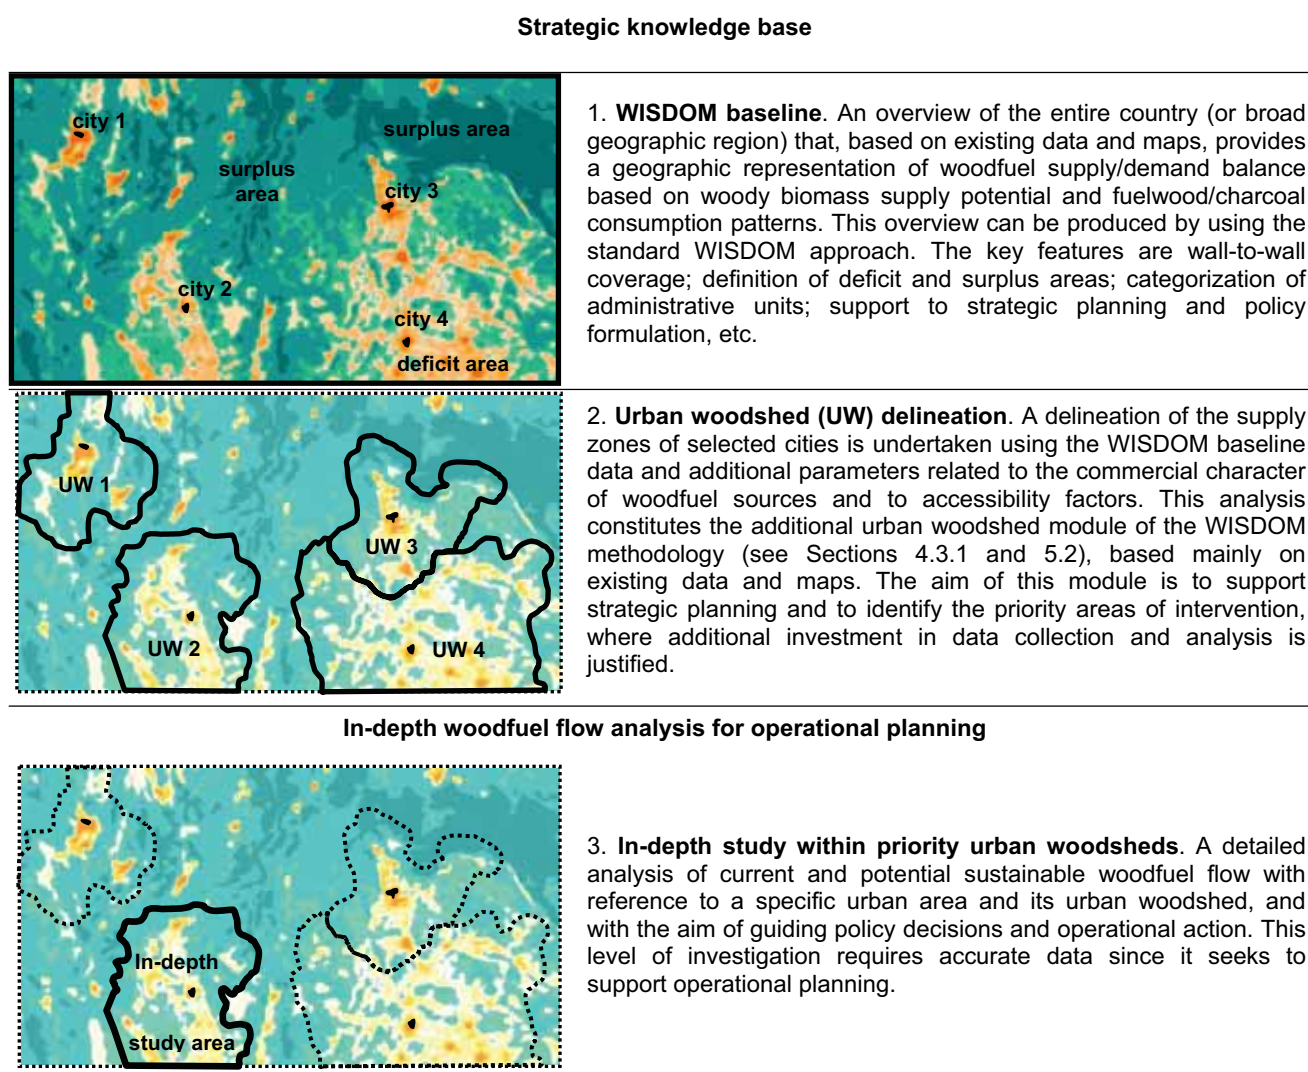 Strategic knowledge base
city 1
surplus area
surplus
area
city 3
city 2
city 4
deficit area
1. WISDOM baseline. An overview of the entire country (or broad
geographic region) that, based on existing data and maps, provides
a geographic representation of woodfuel supply/demand balance
based on woody biomass supply potential and fuelwood/charcoal
consumption patterns. This overview can be produced by using the
standard WISDOM approach. The key features are wall-to-wall
coverage; definition of deficit and surplus areas; categorization of
administrative units; support to strategic planning and policy
formulation, etc.
UW 1
UW 3
UW 2
UW 4
2. Urban woodshed (UW) delineation. A delineation of the supply
zones of selected cities is undertaken using the WISDOM baseline
data and additional parameters related to the commercial character
of woodfuel sources and to accessibility factors. This analysis
constitutes the additional urban woodshed module of the WISDOM
methodology (see Sections 4.3.1 and 5.2), based mainly on
existing data and maps. The aim of this module is to support
strategic planning and to identify the priority areas of intervention,
where additional investment in data collection and analysis is
justified.
In-depth woodfuel flow analysis for operational planning
In-depth
study area
3. In-depth study within priority urban woodsheds. A detailed
analysis of current and potential sustainable woodfuel flow with
reference to a specific urban area and its urban woodshed, and
with the aim of guiding policy decisions and operational action. This
level of investigation requires accurate data since it seeks to
support operational planning.